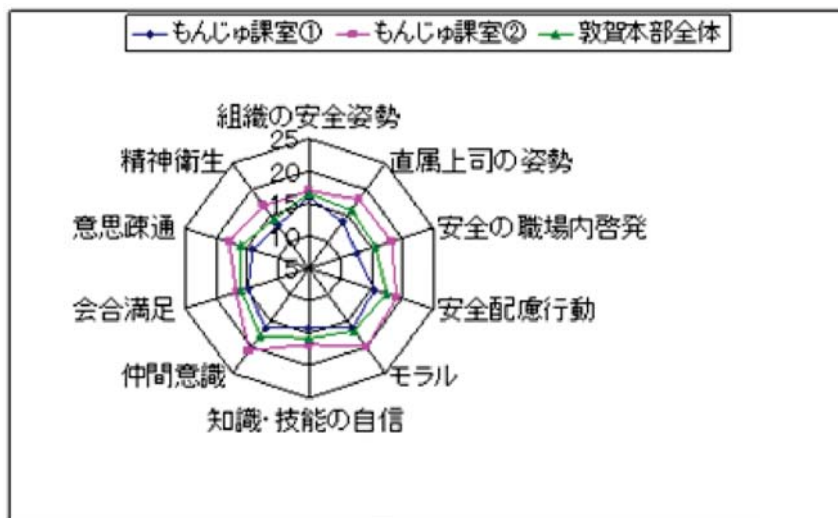 もんじゅ課室① もんじゅ課室② 敦賀本部全体
組織の安全姿勢
25
精神衛生
直属上司の姿勢
20
15
意思疎通
安全の職場内啓発
10
5
会合満足
安全配慮行動
仲間意識
モラル
知識・技能の自信